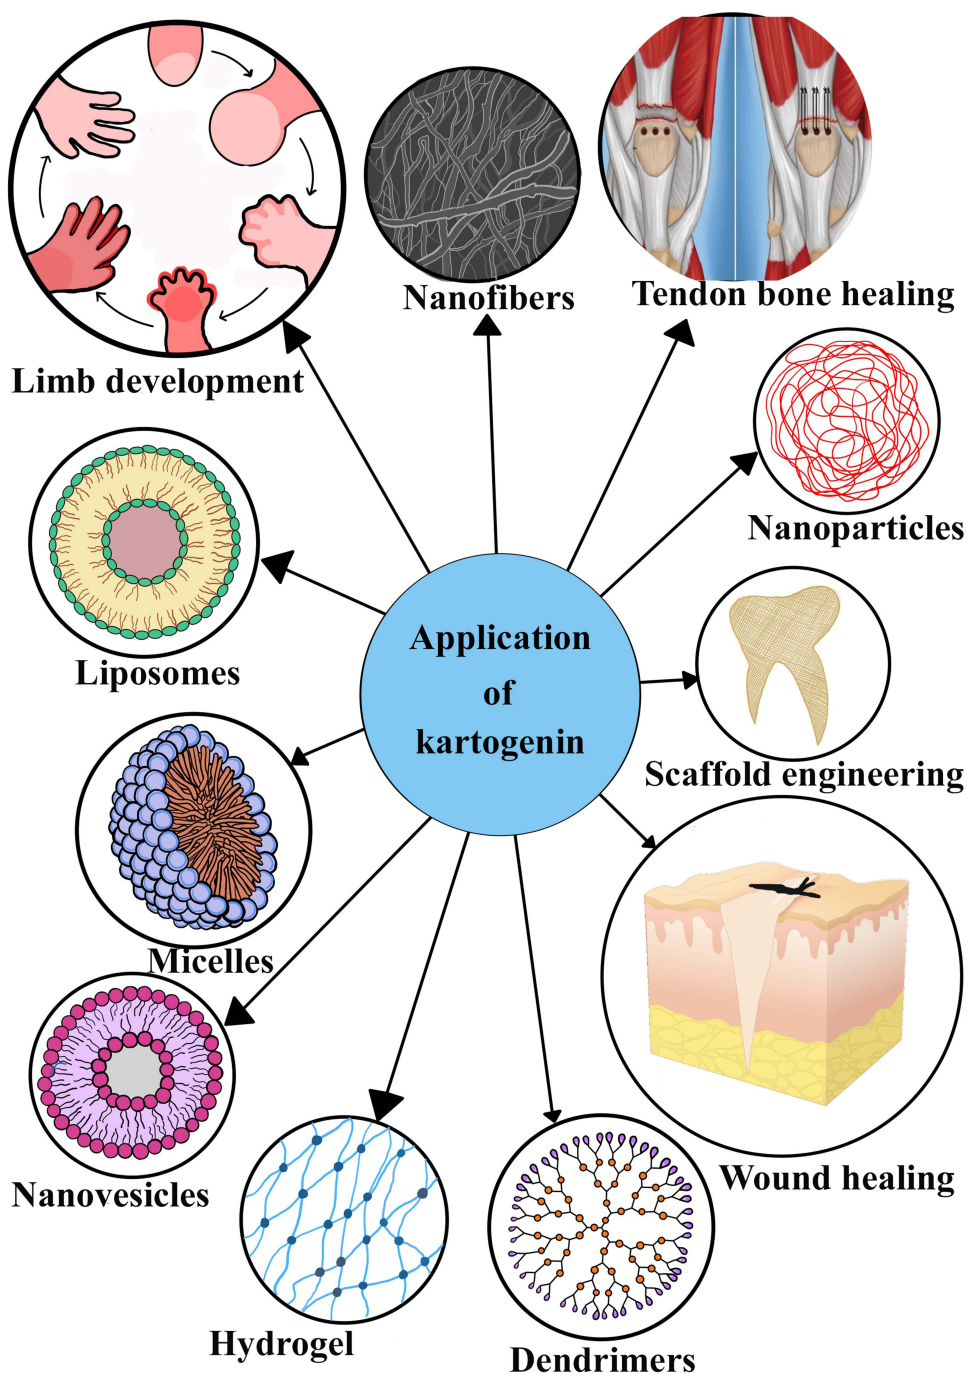 Nanofibers
Tendon bone healing
Limb development
Nanoparticles
Liposomes
Application
of
kartogenin
Scaffold engineering
Micelles
Nanovesicles
Wound healing
Hydrogel
Dendrimers